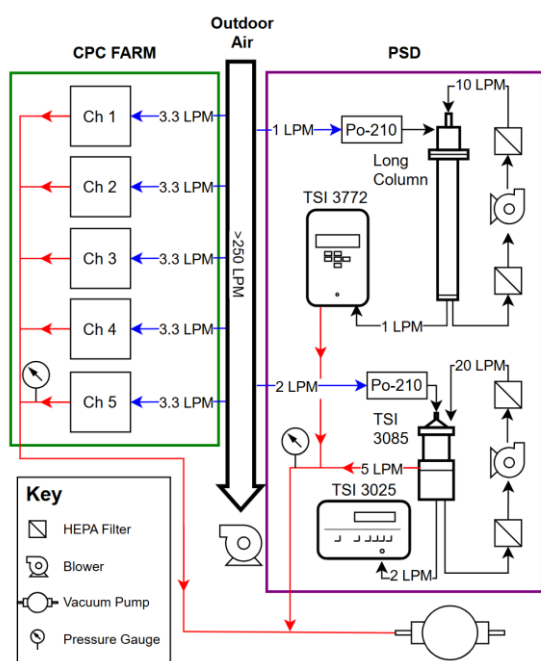 Outdoor
Air
CPC FARM
PSD
Ch 1
3.3 LPM
Ch 2
3.3 LPM
Ch 3
3.3 LPM
Ch 4
3.3 LPM
Ch 5
3.3 LPM
>250 LPM
1 LPM
Po-210
10 LPM
Long
Column
TSI 3772
1 LPM
2 LPM
Po-210
20 LPM
TSI
3085
5 LPM
TSI 3025
2 LPM
Key
HEPA Filter
Blower
Vacuum Pump
Pressure Gauge